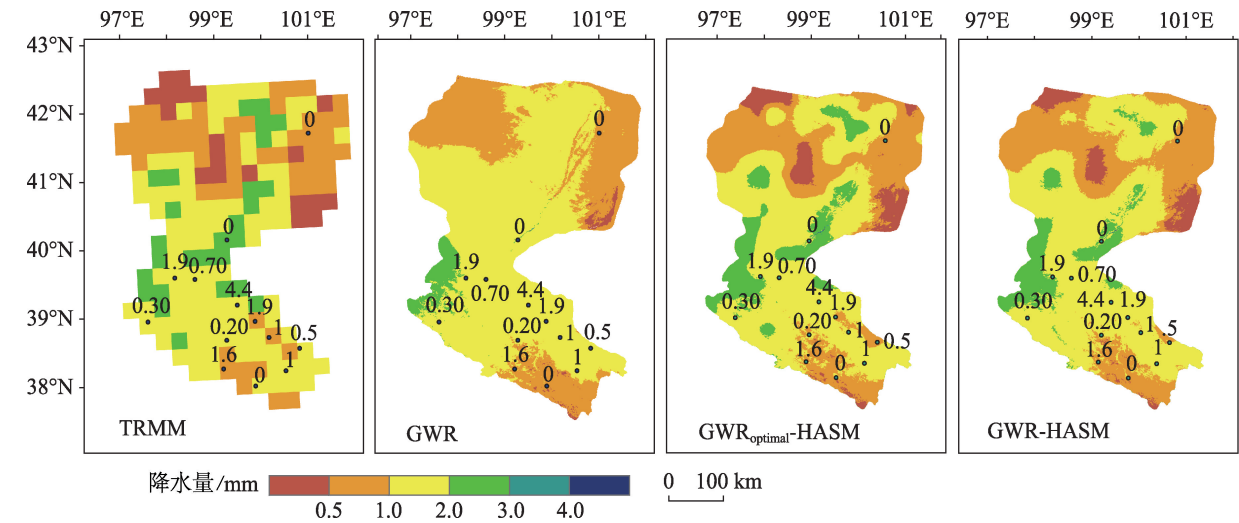 97°E 99°E 101°E 97°E 99°E 101°E 97°E 99°E 101°E 97°E 99°E 101°E
43°N
42°N
41°N
40°N
39°N
38°N
0
0
1.9 0.70
4.4
0.30 1.9
0.20 1 0.5
1.6 1
0
TRMM
0
0
1.9
0.70 4.4
0.30 1.9
0.20 1 0.5
1.6 1
0
GWR
0
0
1.9 0.70
4.4
0.30 1.9
0.20 1 0.5
1.6 1
0
GWRoptimal-HASM
0
0
1.9 0.70
0.30 4.4 1.9
0.20 1 .5
1.6 1
0
GWR-HASM
降水量/mm
0.5 1.0 2.0 3.0 4.0
0 100 km